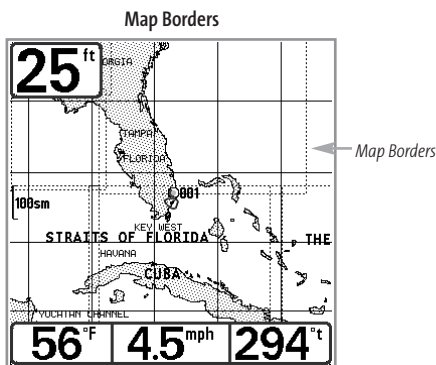 Map Borders
25 ft
ORGIA
TAMPA
FLORIDA
Map Borders
001
100sm
KEY WEST
STRAITS OF FLORIDA
THE
HAVANA
CUBA
YUCATAN CHANNEL
56 °F 4.5 mph 294 °t